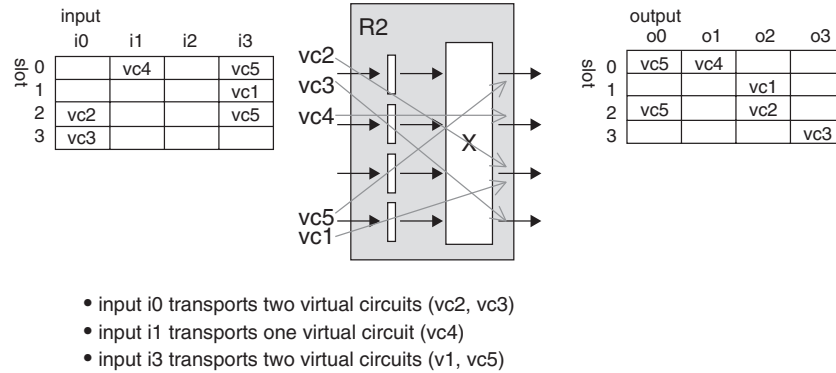 input
i0 i1 i2 i3
slot
0 vc4 vc5
1 vc1
2 vc2 vc5
3 vc3
R2
vc2
vc3
vc4
X
vc5
vc1
output
o0 o1 o2 o3
slot
0 vc5 vc4
1 vc1
2 vc5 vc2
3 vc3
• input i0 transports two virtual circuits (vc2, vc3)
• input i1 transports one virtual circuit (vc4)
• input i3 transports two virtual circuits (v1, vc5)